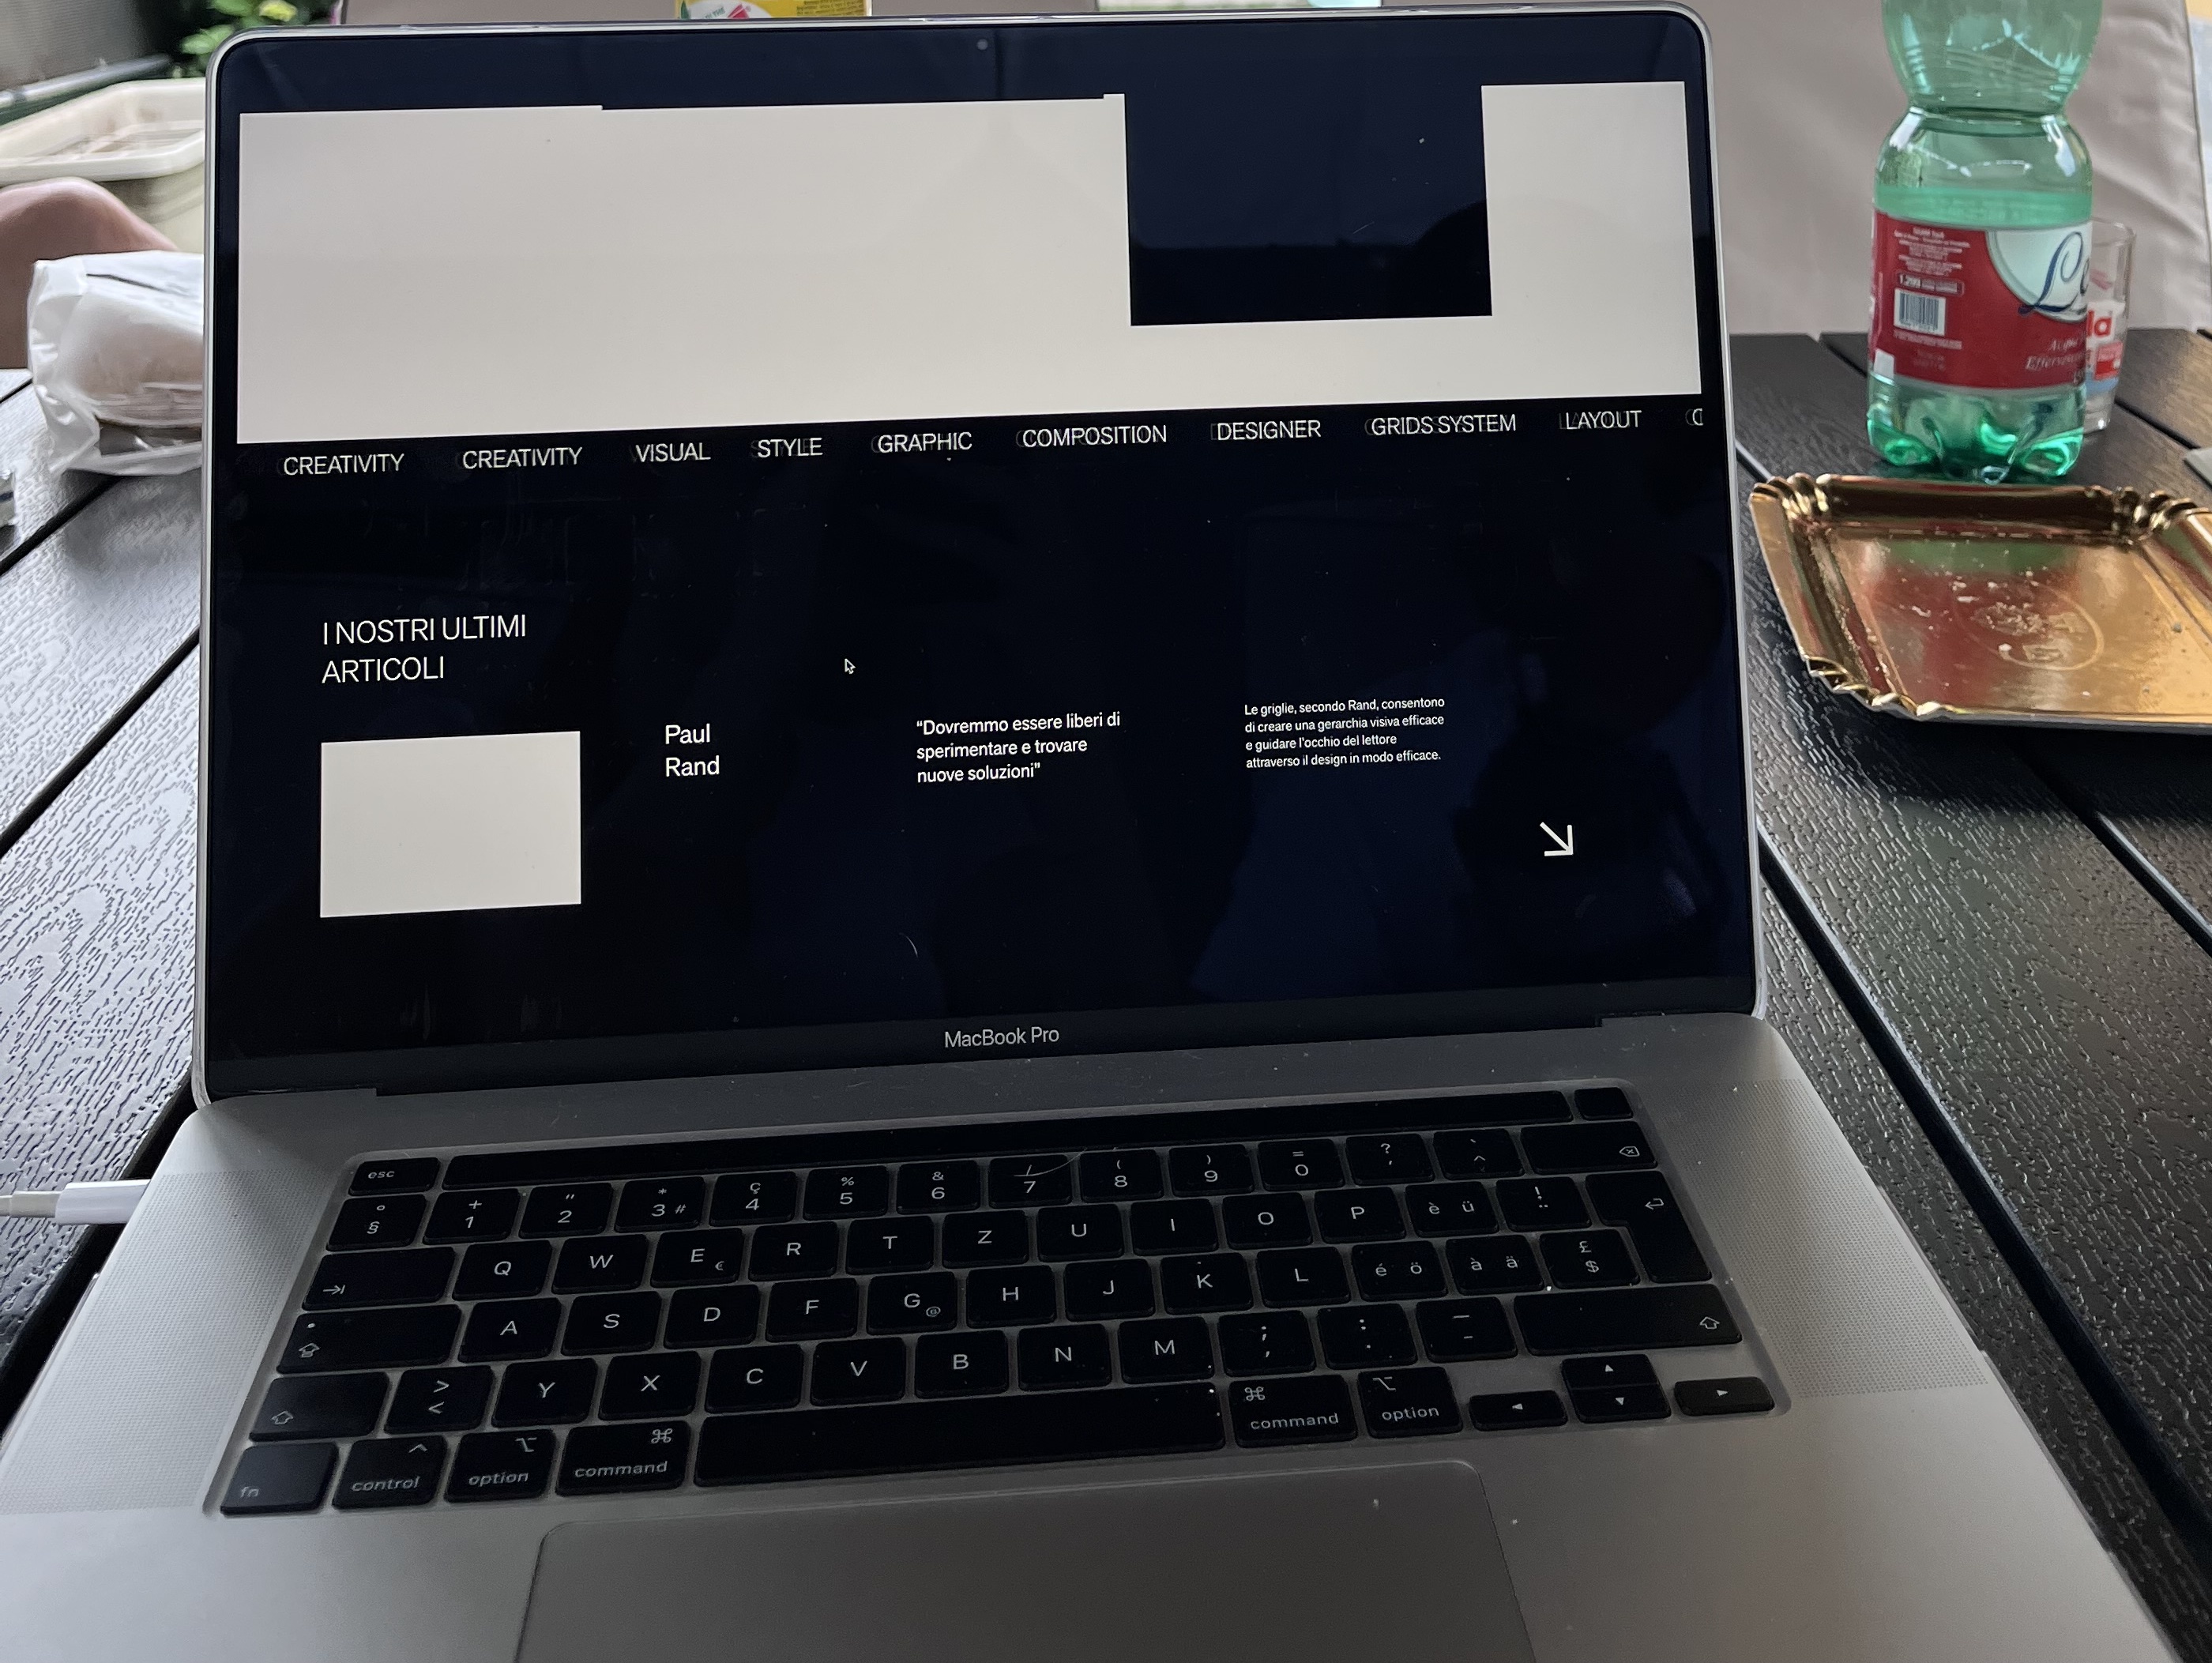 CREATIVITY CREATIVITY VISUAL STYLE GRAPHIC COMPOSITION DESIGNER GRIDS SYSTEM LAYOUT
I NOSTRI ULTIMI
ARTICOLI
Paul
Rand
“Dovremmo essere liberi di
sperimentare e trovare
nuove soluzioni”
Le griglie, secondo Rand, consentono
di creare una gerarchia visiva efficace
e guidare l'occhio del lettore
attraverso il design in modo efficace.
MacBook Pro
esc
° + " * ç % & / ( ) = ? `
§ 1 2 3 # 4 5 6 7 8 9 0 ' ^
Q W E € R T Z U I O P è ü ! ¨
A S D F G @ H J K L é ö à ä £ $
> < Y X C V B N M ; , : . _ -
fn control option command command option